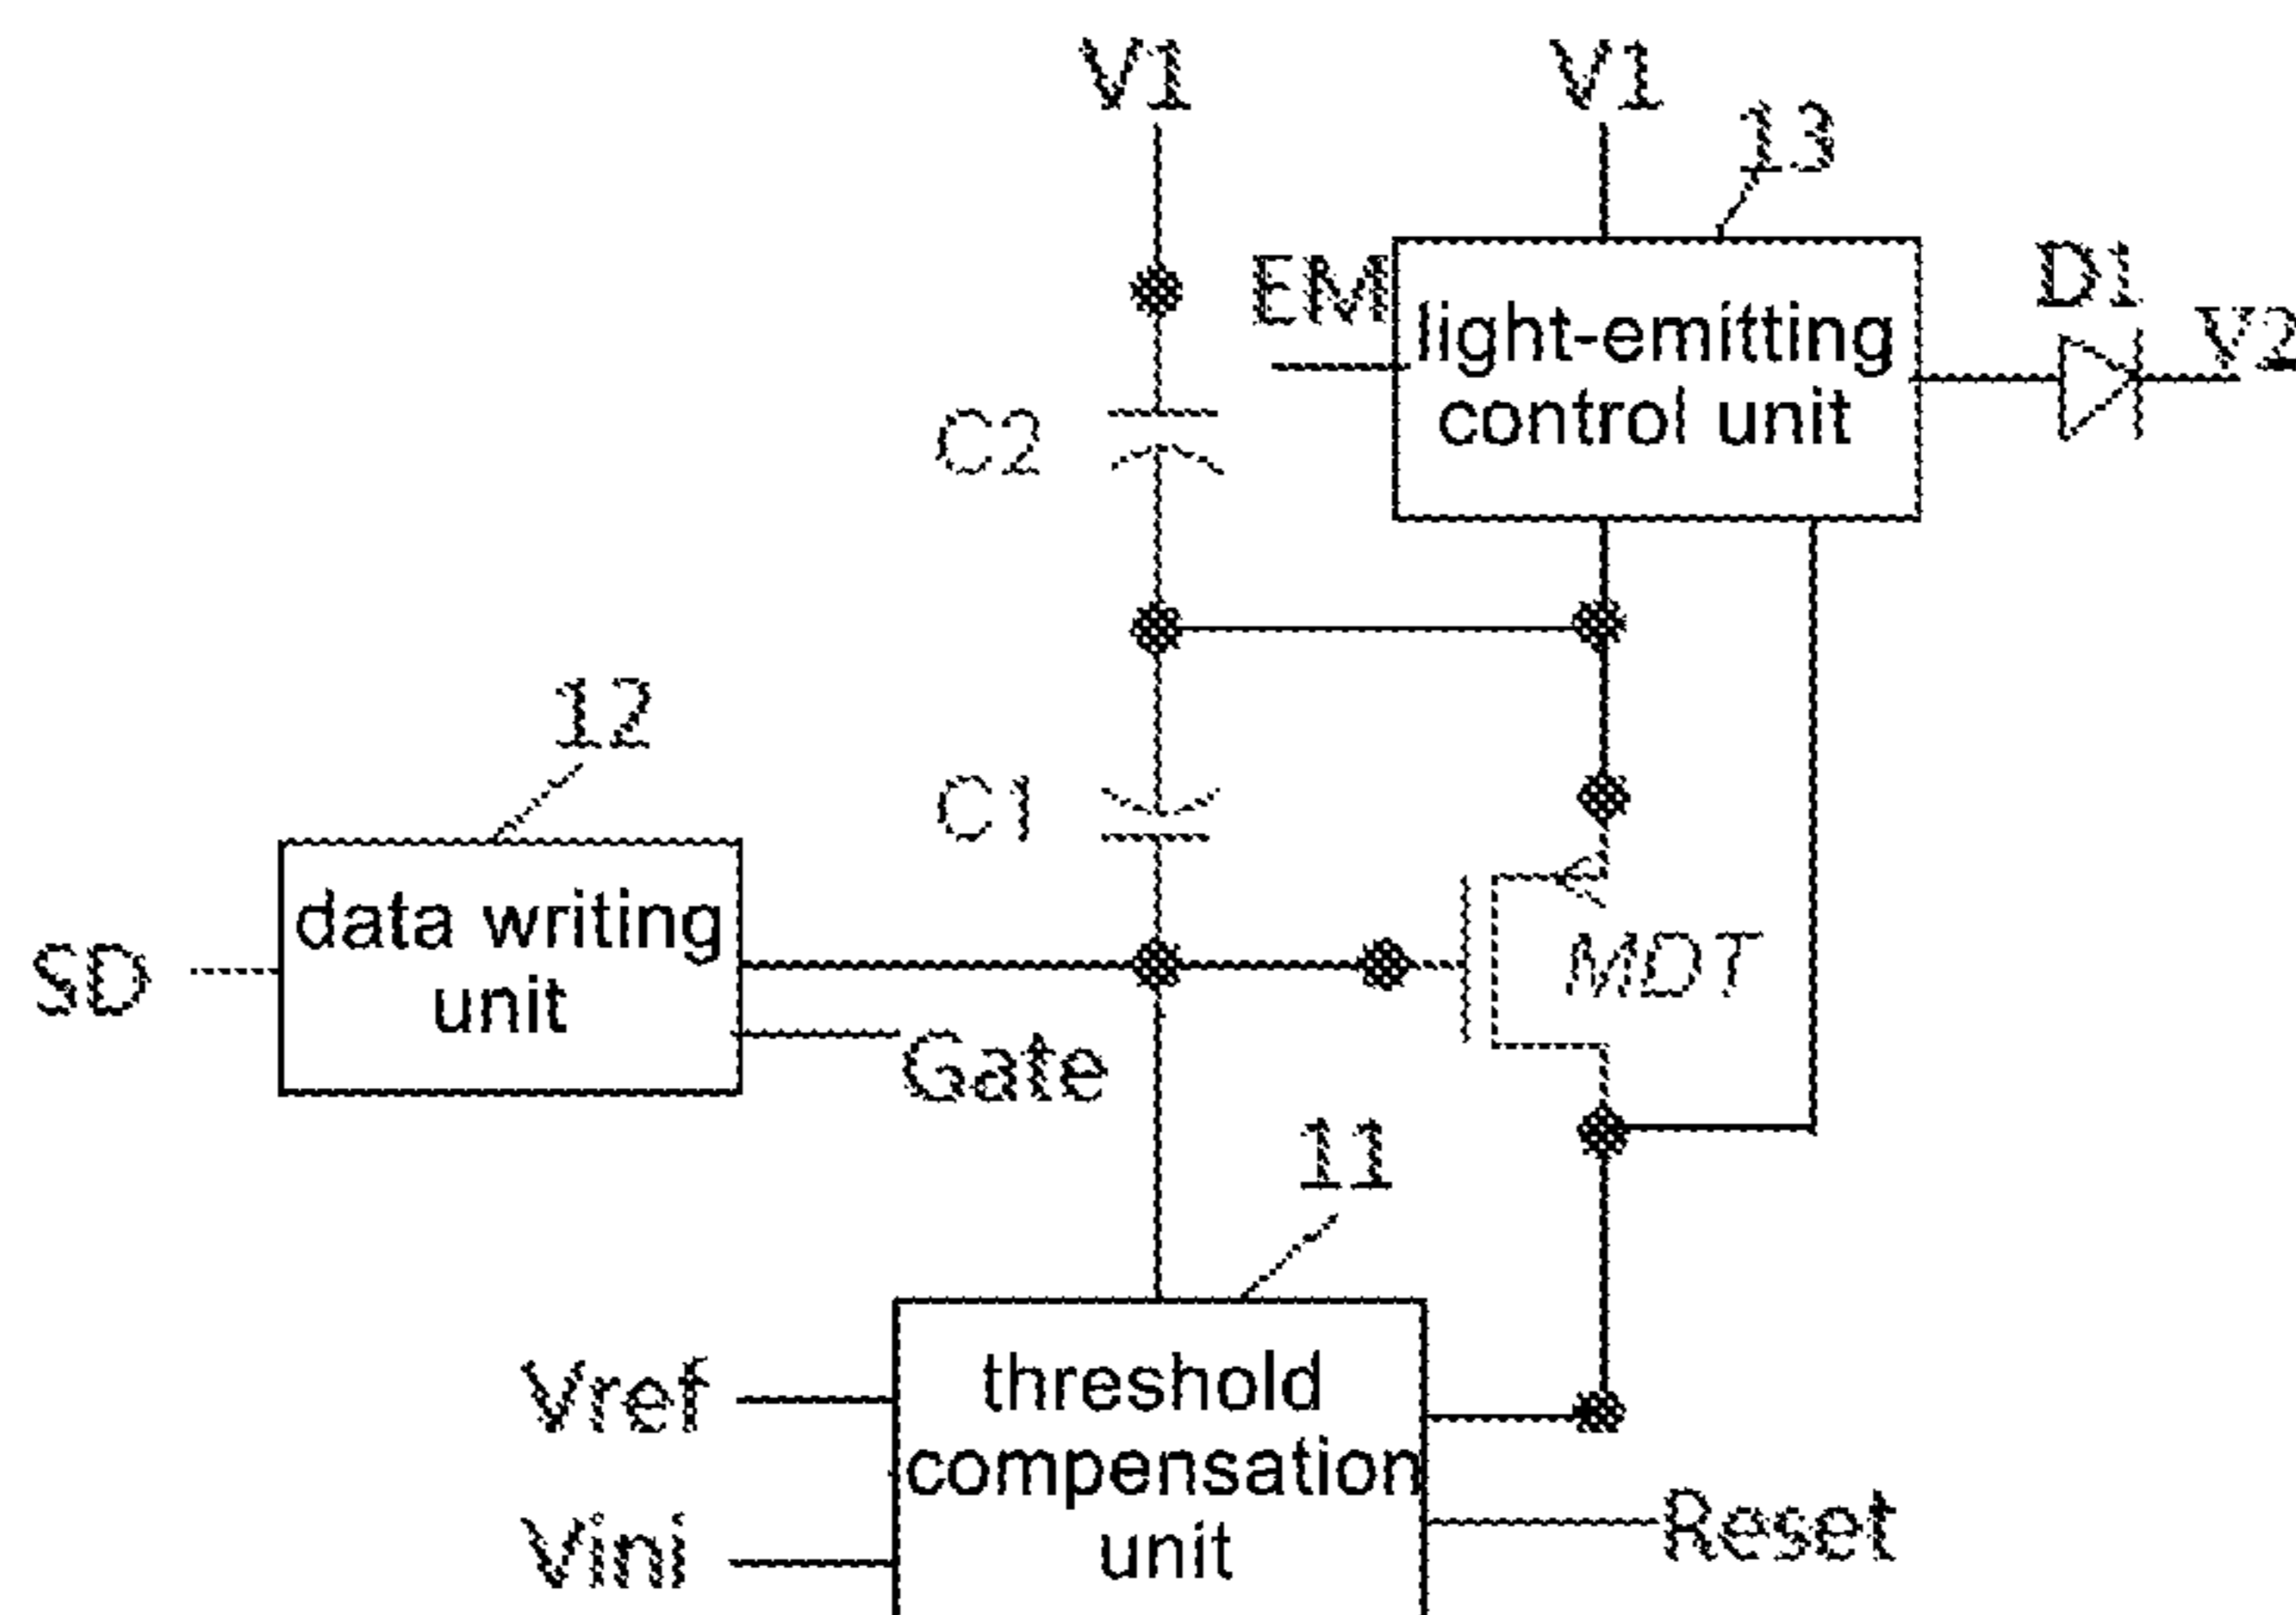 V1
V1
13
EM
light-emitting
control unit
D1
V2
C2
12
C1
data writing
unit
SD
MDT
Gate
11
threshold
compensation
unit
Vref
Vini
Reset